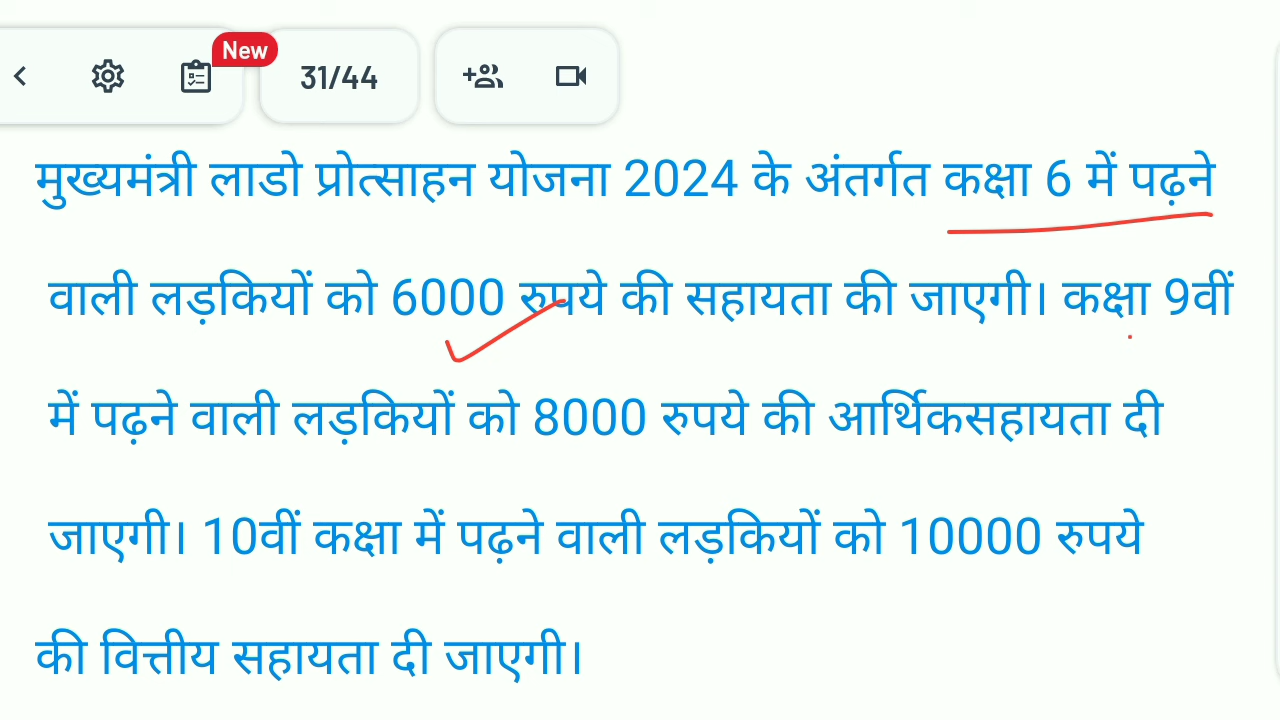 New
31/44
मुख्यमंत्री लाडो प्रोत्साहन योजना 2024 के अंतर्गत कक्षा 6 में पढ़ने
वाली लड़कियों को 6000 रुपये की सहायता की जाएगी। कक्षा 9वीं
में पढ़ने वाली लड़कियों को 8000 रुपये की आर्थिकसहायता दी
जाएगी। 10वीं कक्षा में पढ़ने वाली लड़कियों को 10000 रुपये
की वित्तीय सहायता दी जाएगी।